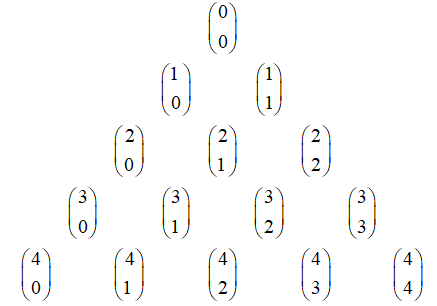 (0 0)
(1 0) (1 1)
(2 0) (2 1) (2 2)
(3 0) (3 1) (3 2) (3 3)
(4 0) (4 1) (4 2) (4 3) (4 4)